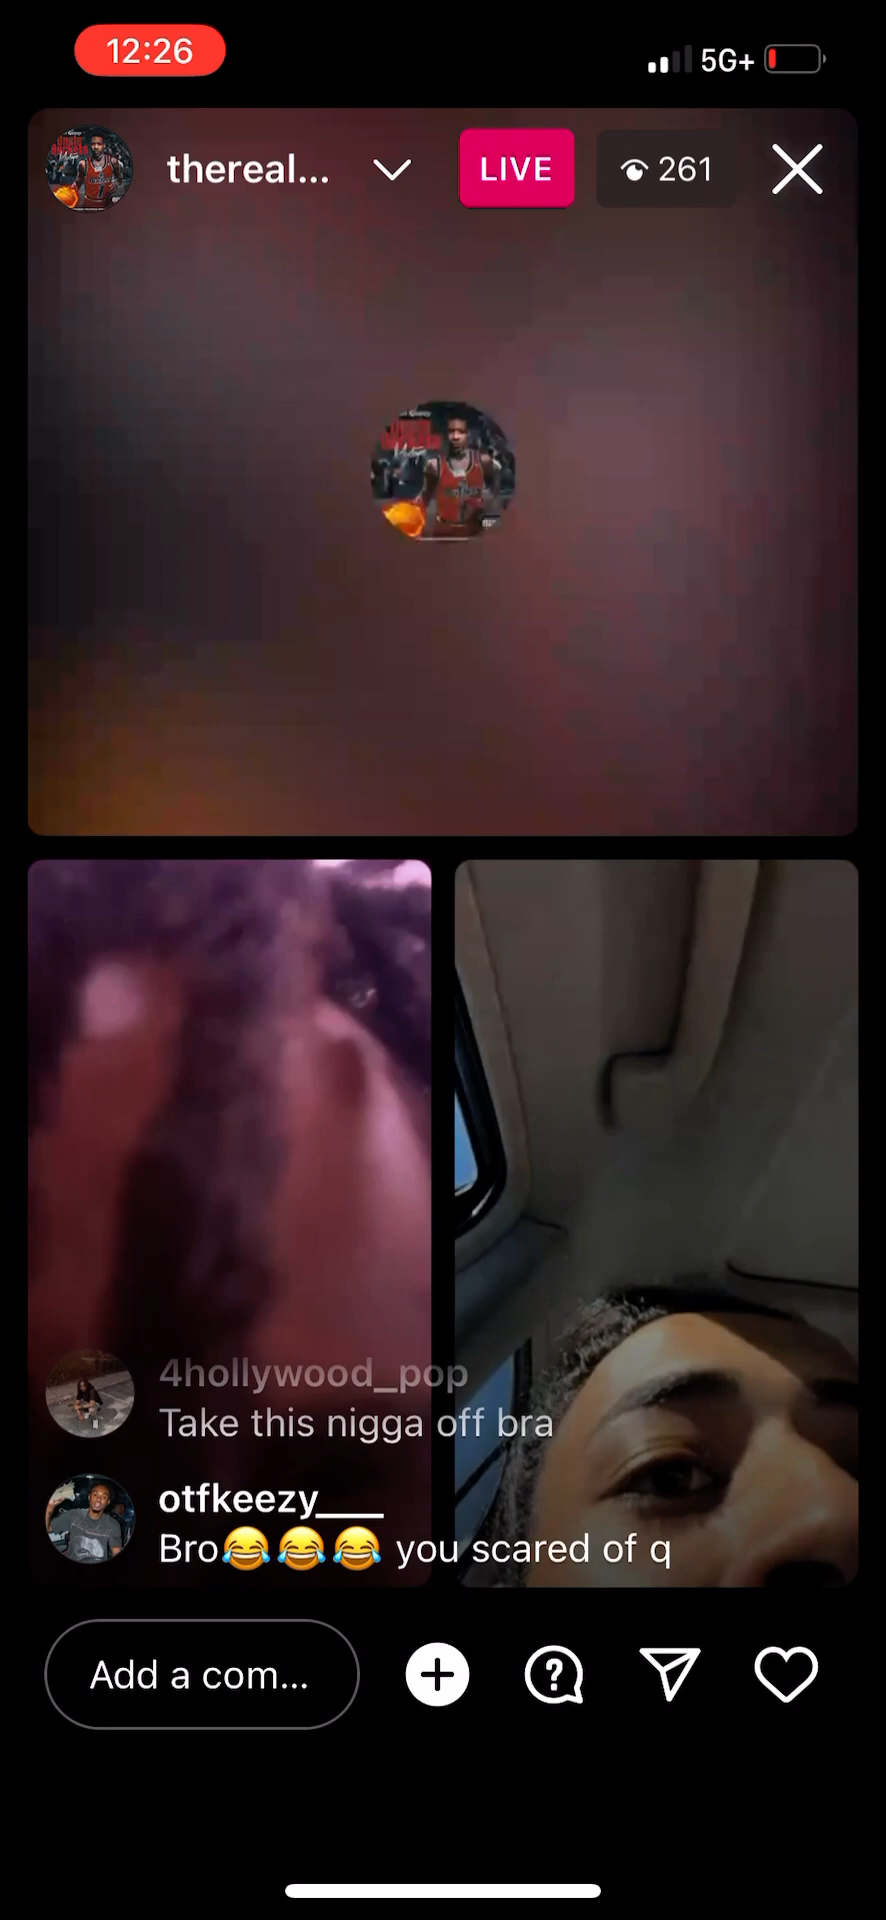 12:26
5G+
thereal...
LIVE
261
4hollywood_pop
Take this nigga off bra
otfkeezy___
Bro😂😂😂 you scared of q
Add a com...